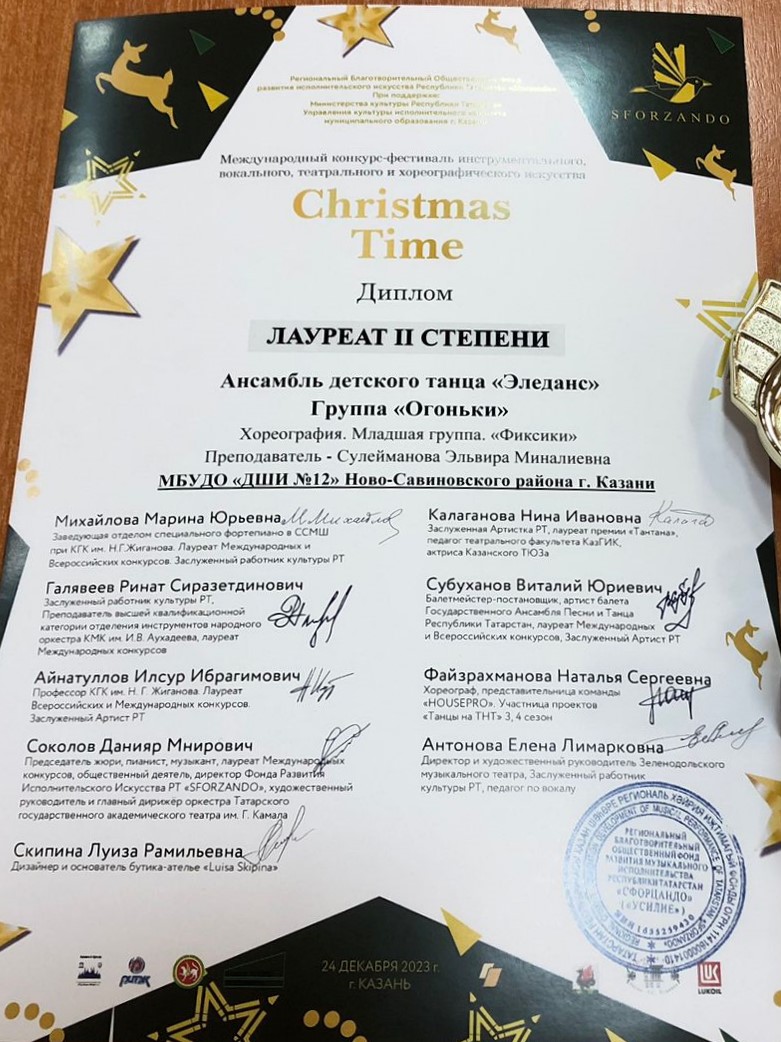 Региональный Благотворительный Общественный фонд
развития исполнительского искусства Республики
При поддержке:
Министерства культуры Республики Татарстан
Управления культуры исполнительного
муниципального образования г. Казани
SFORZANDO
Международный конкурс-фестиваль инструментального,
вокального, театрального и хореографического искусства
Christmas
Time
Диплом
ЛАУРЕАТ II СТЕПЕНИ
Ансамбль детского танца «Эледанс»
Группа «Огоньки»
Хореография. Младшая группа. «Фиксики»
Преподаватель - Сулейманова Эльвира Миналиевна
МБУДО «ДШИ №12» Ново-Савиновского района г. Казани
Михайлова Марина Юрьевна
Заведующая отделом специального фортепиано в ССМШ
при КГК им. Н.Г.Жиганова. Лауреат Международных и
Всероссийских конкурсов. Заслуженный работник культуры РТ
Галявеев Ринат Сиразетдинович
Заслуженный работник культуры РТ,
Преподаватель высшей квалификационной
категории отделения инструментов народного
оркестра КМК им. И.В. Аухадеева, лауреат
Международных конкурсов
Айнатуллов Илсур Ибрагимович
Профессор КГК им. Н. Г. Жиганова. Лауреат
Всероссийских и Международных конкурсов.
Заслуженный Артист РТ
Соколов Данияр Мнирович
Председатель жюри, пианист, музыкант, лауреат Международных
конкурсов, общественный деятель, директор Фонда Развития
Исполнительского Искусства РТ «SFORZANDO», художественный
руководитель и главный дирижёр оркестра Татарского
государственного академического театра им. Г. Камала
Скипина Луиза Рамильевна
Дизайнер и основатель бутика-ателье «Luisa Skipina»
Калаганова Нина Ивановна
Заслуженная Артистка РТ, лауреат премии «Тантана»,
педагог театрального факультета КазГИК,
актриса Казанского ТЮЗа
Субуханов Виталий Юриевич
Балетмейстер-постановщик, артист балета
Государственного Ансамбля Песни и Танца
Республики Татарстан, лауреат Международных
и Всероссийских конкурсов, Заслуженный Артист РТ
Файзрахманова Наталья Сергеевна
Хореограф, представительница команды
«HOUSEPRO». Участница проектов
«Танцы на ТНТ» 3, 4 сезон
Антонова Елена Лимарковна
Директор и художественный руководитель Зеленодольского
музыкального театра, Заслуженный работник
культуры РТ, педагог по вокалу
РЕГИОНАЛЬНЫЙ
БЛАГОТВОРИТЕЛЬНЫЙ
ОБЩЕСТВЕННЫЙ ФОНД
РАЗВИТИЯ МУЗЫКАЛЬНОГО
ИСПОЛНИТЕЛЬСТВА
РЕСПУБЛИКИ ТАТАРСТАН
«СФОРЦАНДО»
(«УСИЛИЕ»)
24 ДЕКАБРЯ 2023 г.
г. КАЗАНЬ
LUKOIL